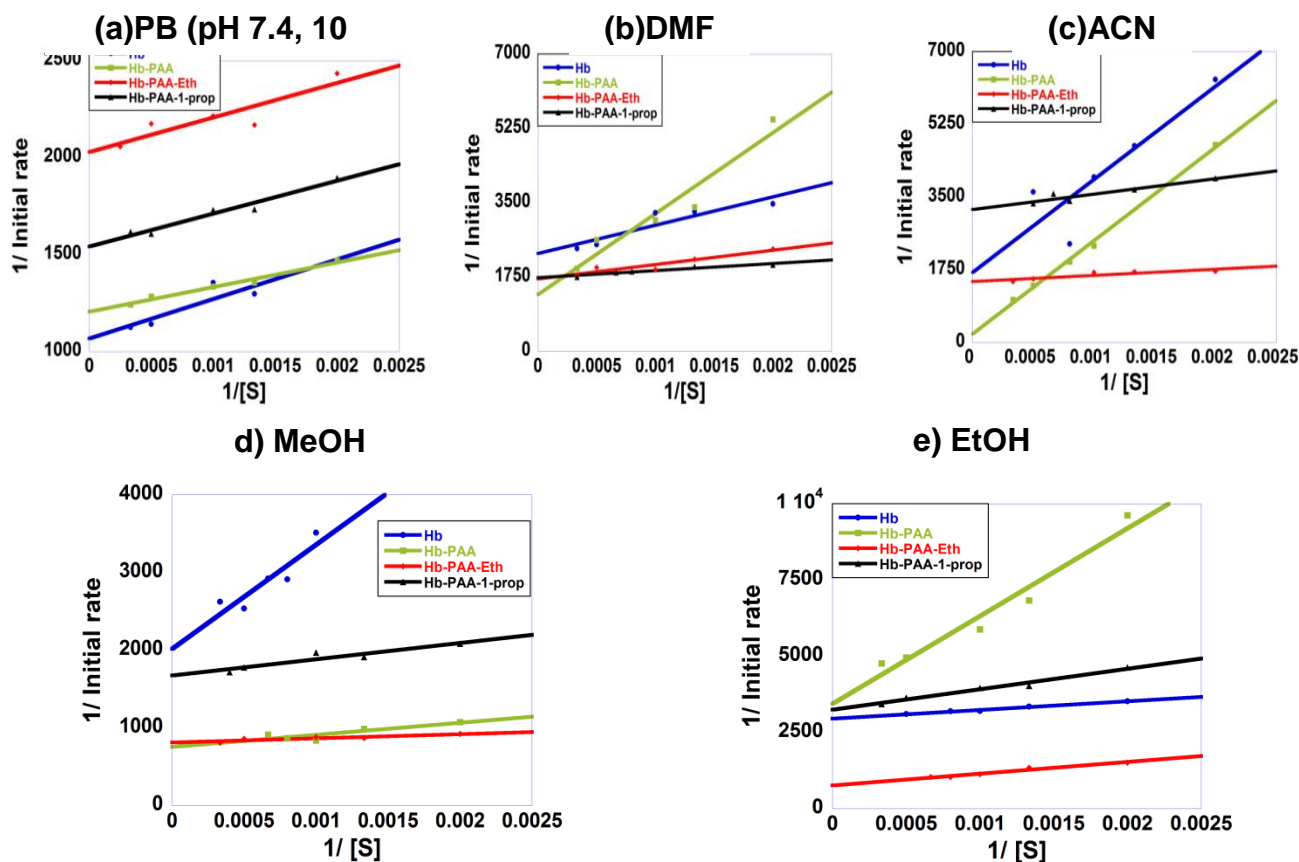 (a)PB (pH 7.4, 10
2500
2000
1500
1000
1/ Initial rate
Hb
Hb-PAA
Hb-PAA-Eth
Hb-PAA-1-prop
0 0.0005 0.001 0.0015 0.002 0.0025
1/[S]
(b)DMF
7000
5250
3500
1750
0
1/ Initial rate
Hb
Hb-PAA
Hb-PAA-Eth
Hb-PAA-1-prop
0 0.0005 0.001 0.0015 0.002 0.0025
1/ [S]
(c)ACN
7000
5250
3500
1750
0
1/ Initial rate
Hb
Hb-PAA
Hb-PAA-Eth
Hb-PAA-1-prop
0.0005 0.001 0.0015 0.002 0.0025
1/ [S]
d) MeOH
4000
3000
2000
1000
0
1/ Initial rate
Hb
Hb-PAA
Hb-PAA-Eth
Hb-PAA-1-prop
0 0.0005 0.001 0.0015 0.002 0.0025
1/ [S]
e) EtOH
1 10⁴
7500
5000
2500
0
1/ Initial rate
Hb
Hb-PAA
Hb-PAA-Eth
Hb-PAA-1-prop
0 0.0005 0.001 0.0015 0.002 0.0025
1/ [S]